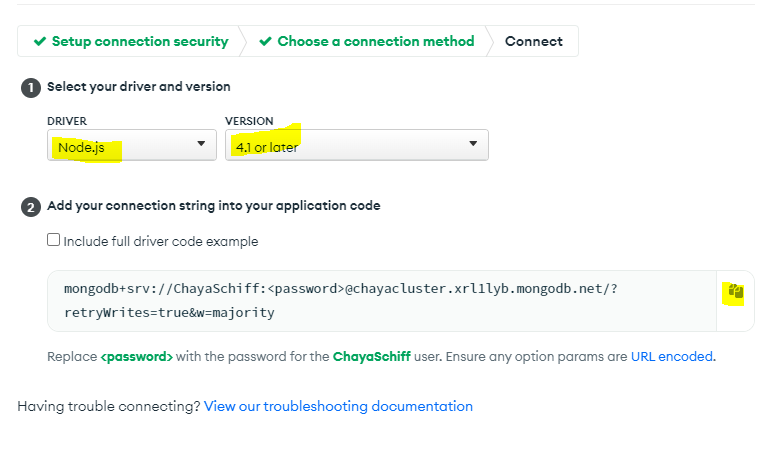 ✔ Setup connection security ✔ Choose a connection method Connect
1 Select your driver and version
DRIVER VERSION
Node.js 4.1 or later
2 Add your connection string into your application code
Include full driver code example
mongodb+srv://ChayaSchiff:<password>@chayacluster.xrl1lyb.mongodb.net/?
retryWrites=true&w=majority
Replace <password> with the password for the ChayaSchiff user. Ensure any option params are URL encoded.
Having trouble connecting? View our troubleshooting documentation